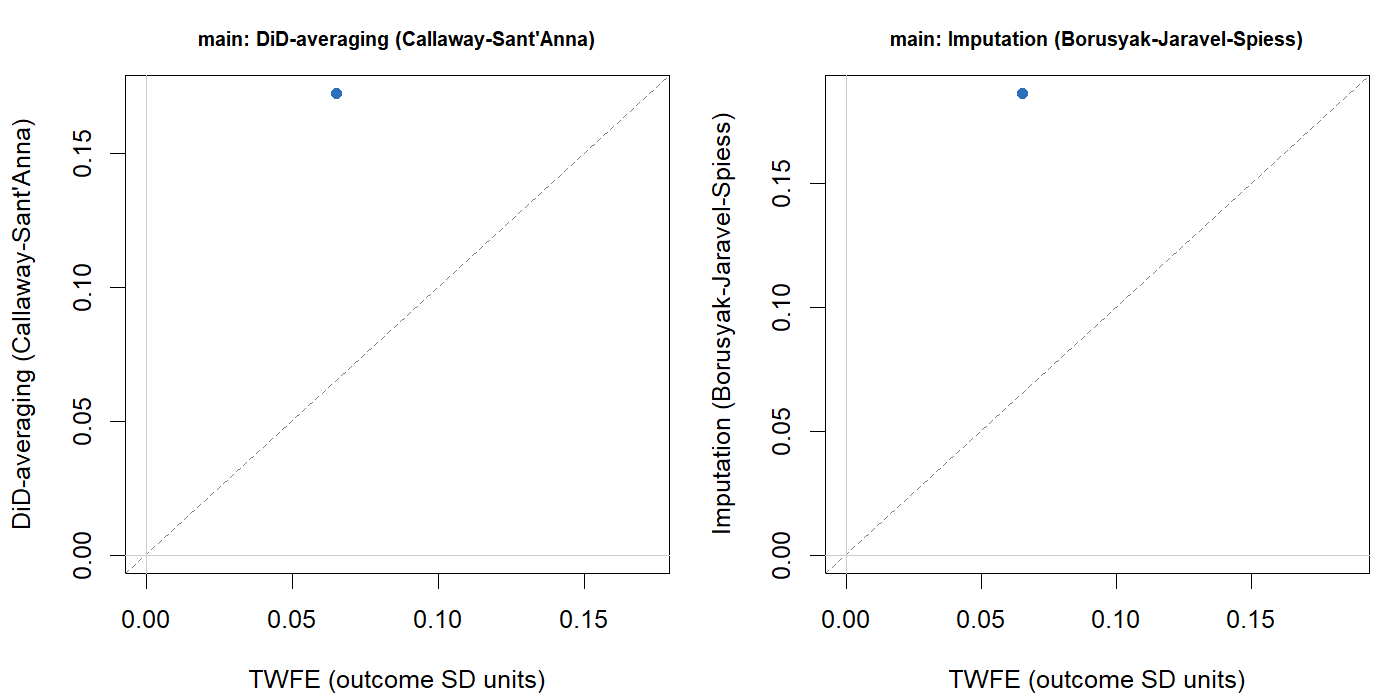 main: DiD-averaging (Callaway-Sant'Anna)
DiD-averaging (Callaway-Sant'Anna)
0.15
0.10
0.05
0.00
0.00 0.05 0.10 0.15
TWFE (outcome SD units)
main: Imputation (Borusyak-Jaravel-Spiess)
Imputation (Borusyak-Jaravel-Spiess)
0.15
0.10
0.05
0.00
0.00 0.05 0.10 0.15
TWFE (outcome SD units)